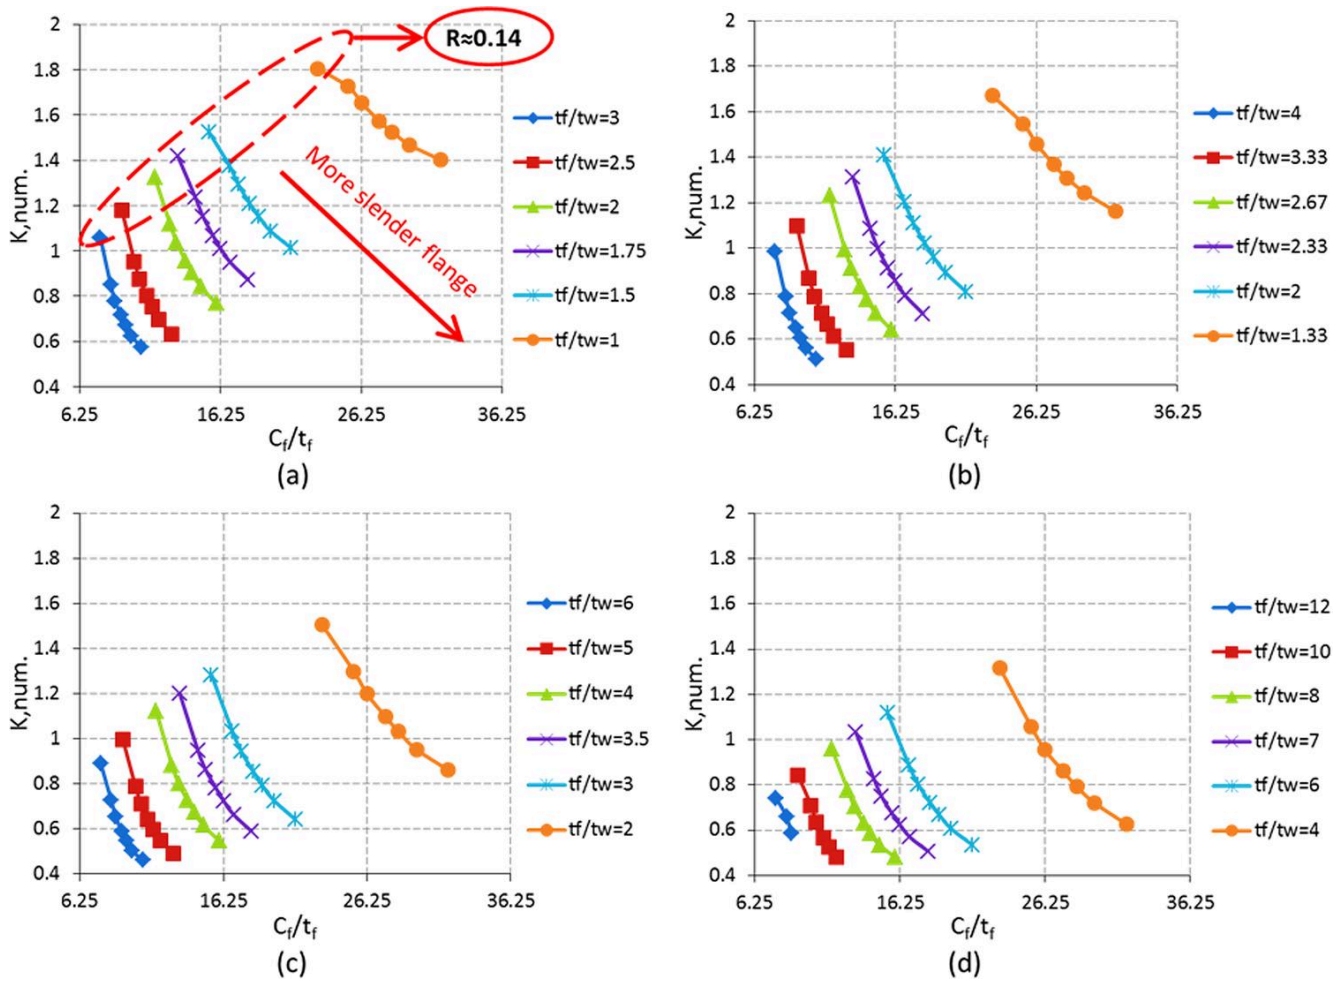 R≈0.14
More slender flange
K,num.
2
1.8
1.6
1.4
1.2
1
0.8
0.6
0.4
6.25 16.25 26.25 36.25
Cf/tf
tf/tw=3
tf/tw=2.5
tf/tw=2
tf/tw=1.75
tf/tw=1.5
tf/tw=1
(a)
K,num.
2
1.8
1.6
1.4
1.2
1
0.8
0.6
0.4
6.25 16.25 26.25 36.25
Cf/tf
tf/tw=4
tf/tw=3.33
tf/tw=2.67
tf/tw=2.33
tf/tw=2
tf/tw=1.33
(b)
K,num.
2
1.8
1.6
1.4
1.2
1
0.8
0.6
0.4
6.25 16.25 26.25 36.25
Cf/tf
tf/tw=6
tf/tw=5
tf/tw=4
tf/tw=3.5
tf/tw=3
tf/tw=2
(c)
K,num.
2
1.8
1.6
1.4
1.2
1
0.8
0.6
0.4
6.25 16.25 26.25 36.25
Cf/tf
tf/tw=12
tf/tw=10
tf/tw=8
tf/tw=7
tf/tw=6
tf/tw=4
(d)